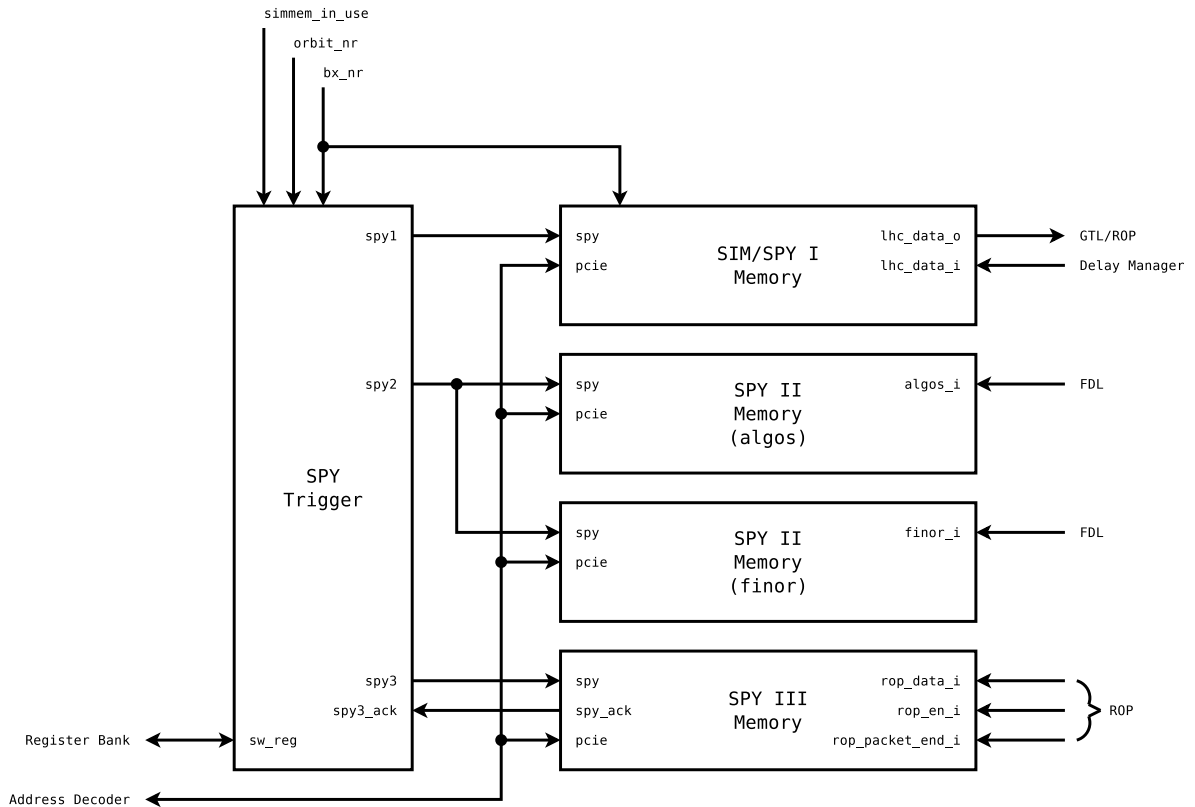 simmem_in_use
orbit_nr
bx_nr
spy1
spy
SIM/SPY I
Memory
lhc_data_o
GTL/ROP
pcie
lhc_data_i
Delay Manager
spy2
spy
SPY II
Memory
(algos)
algos_i
FDL
pcie
SPY
Trigger
spy
SPY II
Memory
(finor)
finor_i
FDL
pcie
spy3
spy
SPY III
Memory
rop_data_i
spy3_ack
spy_ack
rop_en_i
ROP
Register Bank
sw_reg
pcie
rop_packet_end_i
Address Decoder